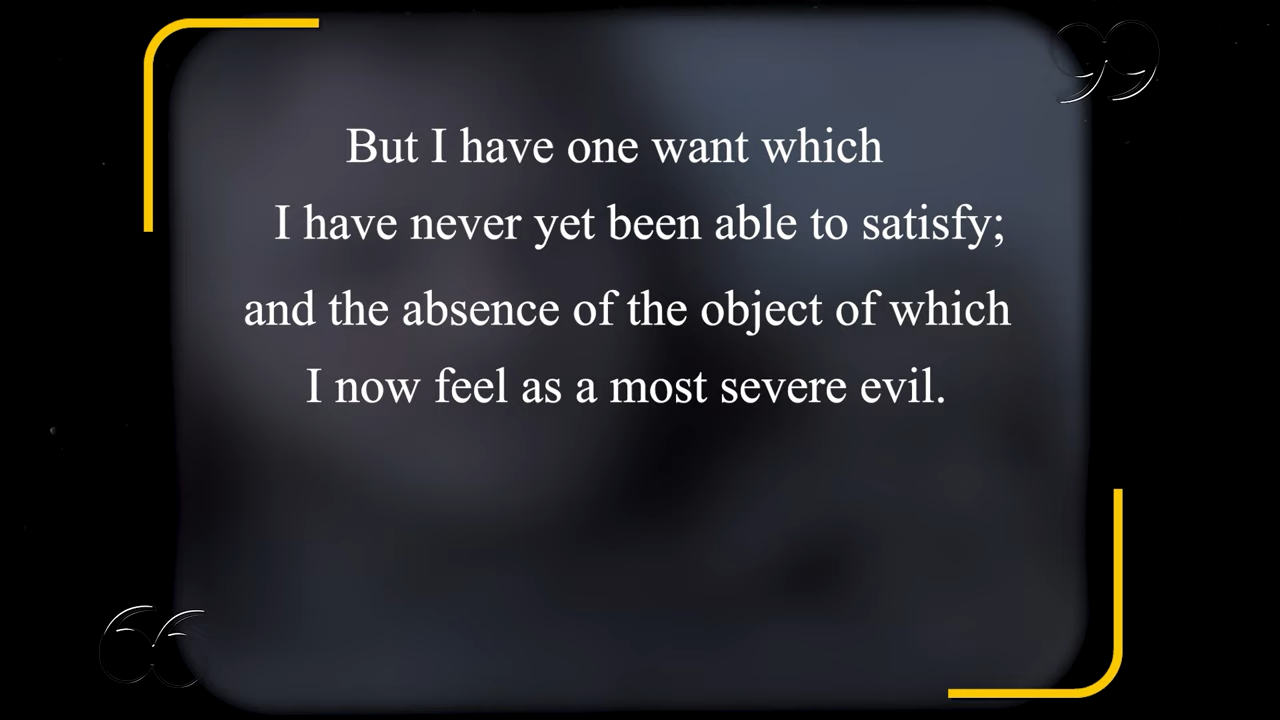 But I have one want which
I have never yet been able to satisfy;
and the absence of the object of which
I now feel as a most severe evil.